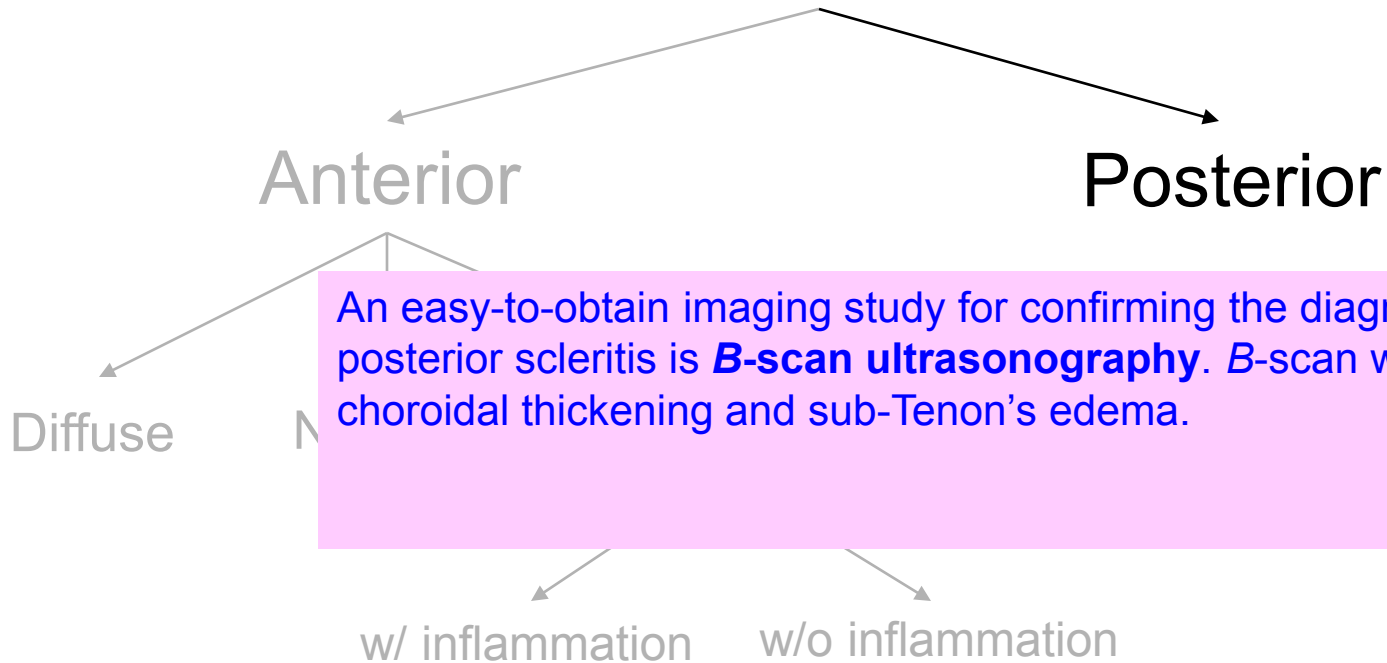 Anterior
Posterior
An easy-to-obtain imaging study for confirming the
posterior scleritis is B-scan ultrasonography. B-scan
choroidal thickening and sub-Tenon's edema.
Diffuse
w/ inflammation
w/o inflammation